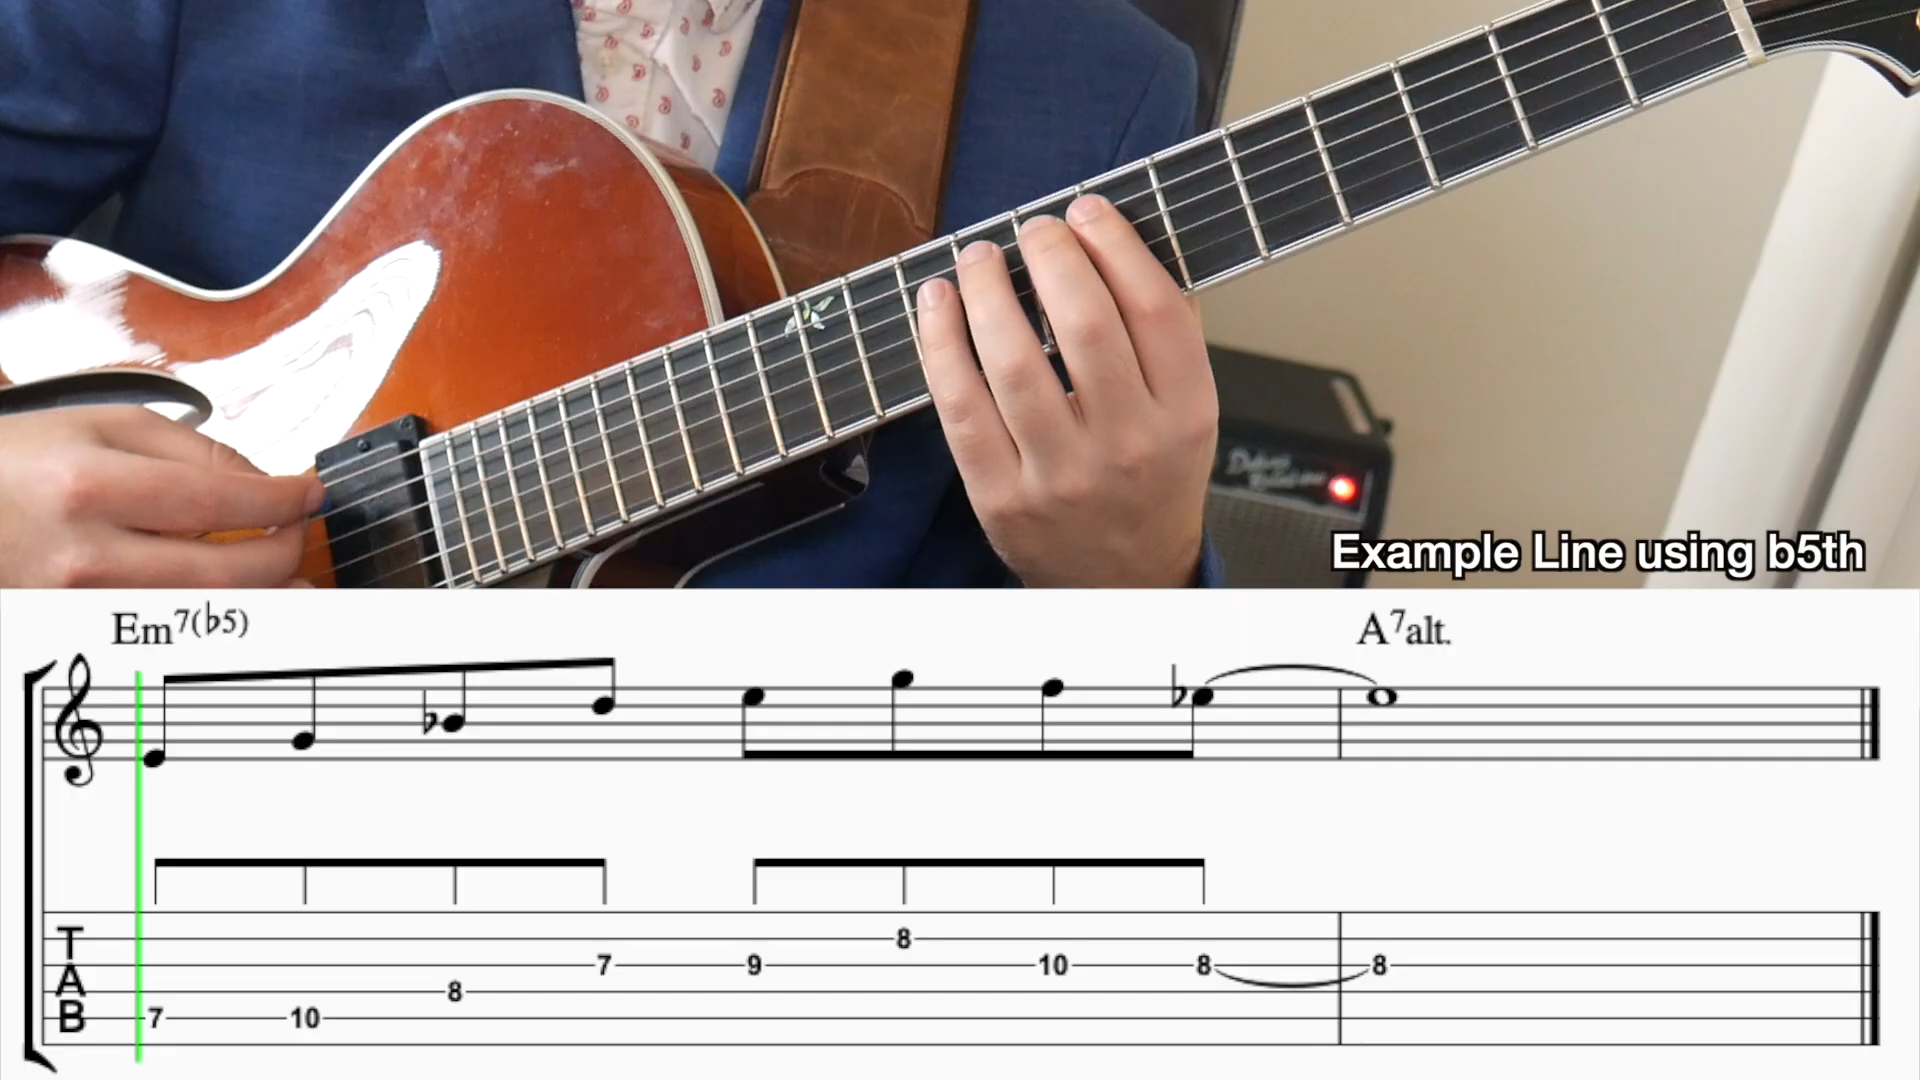 Example Line using b5th
Em7(♭5) A7alt.
7 8 9 10 8 8
T
A
B
7 10 8